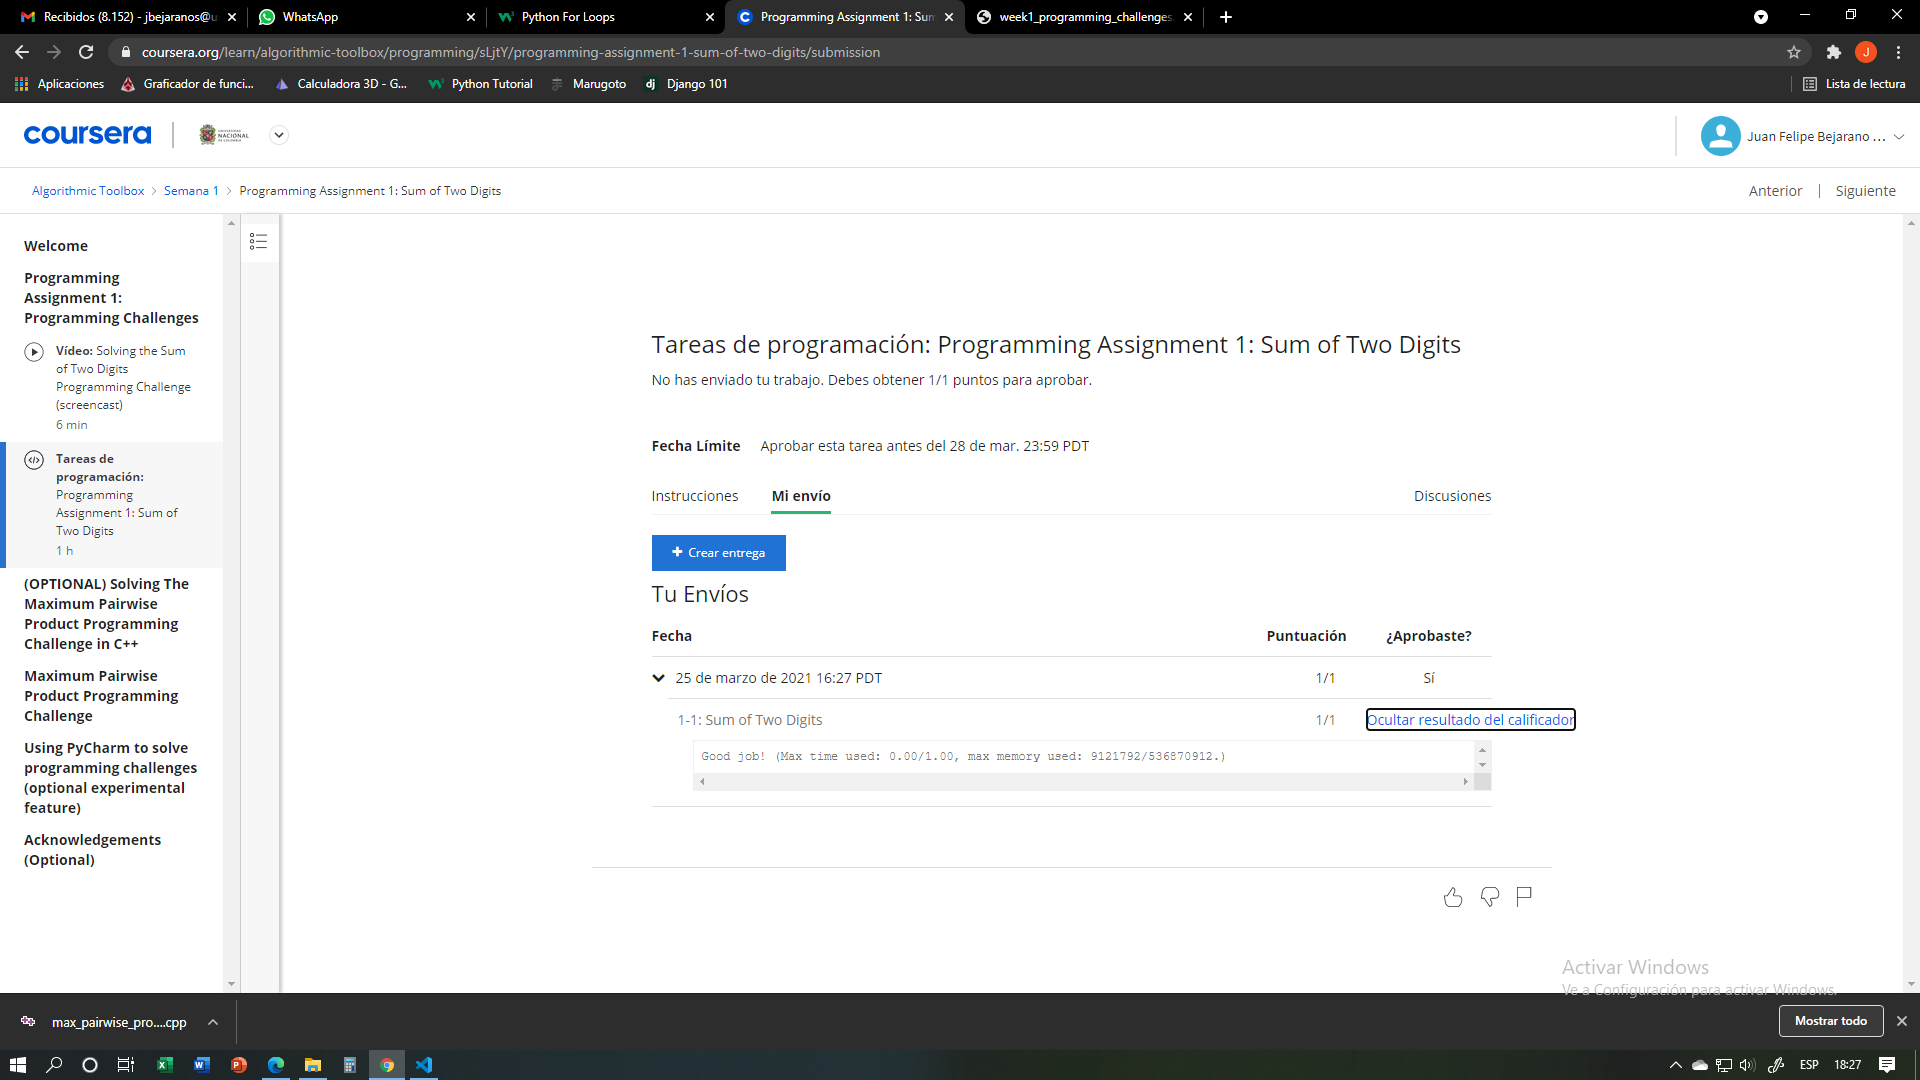 Recibidos (8.152) - jbejaranos@u
WhatsApp
Python For Loops
Programming Assignment 1: Sum
week1_programming_challenges
coursera.org/learn/algorithmic-toolbox/programming/sLjtY/programming-assignment-1-sum-of-two-digits/submission
J
Aplicaciones
Graficador de funci...
Calculadora 3D - G...
Python Tutorial
Marugoto
dj
Django 101
Lista de lectura
coursera
UNIVERSIDAD
NACIONAL
DE COLOMBIA
Juan Felipe Bejarano ...
Algorithmic Toolbox > Semana 1 > Programming Assignment 1: Sum of Two Digits
Anterior | Siguiente
Welcome
Programming
Assignment 1:
Programming Challenges
Vídeo: Solving the Sum
of Two Digits
Programming Challenge
(screencast)
6 min
Tareas de
programación:
Programming
Assignment 1: Sum of
Two Digits
1 h
(OPTIONAL) Solving The
Maximum Pairwise
Product Programming
Challenge in C++
Maximum Pairwise
Product Programming
Challenge
Using PyCharm to solve
programming challenges
(optional experimental
feature)
Acknowledgements
(Optional)
Tareas de programación: Programming Assignment 1: Sum of Two Digits
No has enviado tu trabajo. Debes obtener 1/1 puntos para aprobar.
Fecha Límite Aprobar esta tarea antes del 28 de mar. 23:59 PDT
Instrucciones
Mi envío
Discusiones
+ Crear entrega
Tu Envíos
Fecha Puntuación ¿Aprobaste?
25 de marzo de 2021 16:27 PDT 1/1 Sí
1-1: Sum of Two Digits 1/1 Ocultar resultado del calificador
Good job! (Max time used: 0.00/1.00, max memory used: 9121792/536870912.)
Activar Windows
Ve a Configuración para activar Windows.
max_pairwise_pro....cpp
Mostrar todo
ESP
18:27